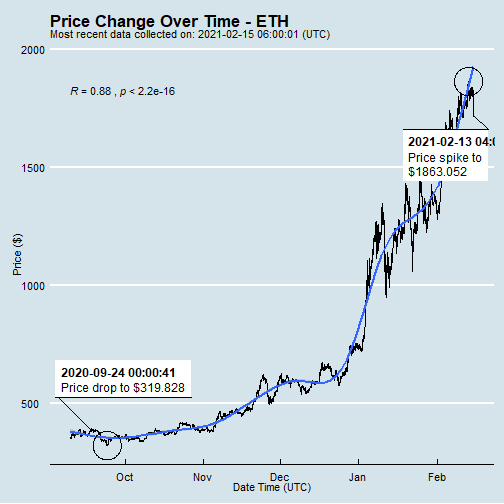 Price Change Over Time - ETH
Most recent data collected on: 2021-02-15 06:00:01 (UTC)
2000
R = 0.88 , p < 2.2e-16
2021-02-13 04:0
Price spike to
$1863.052
1500
Price ($)
1000
2020-09-24 00:00:41
Price drop to $319.828
500
Oct Nov Dec Jan Feb
Date Time (UTC)